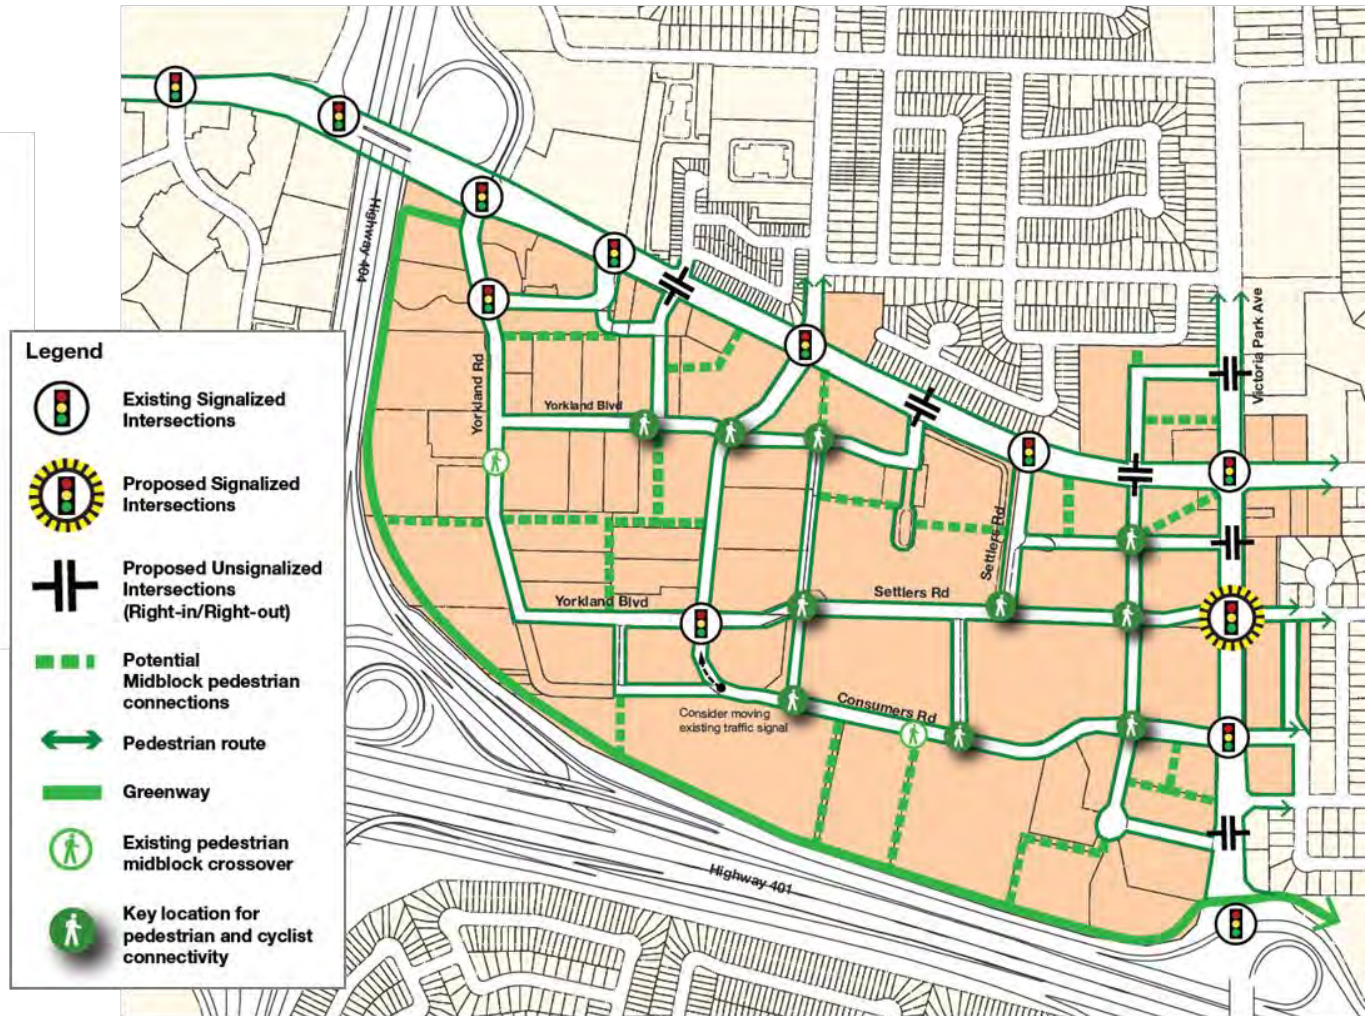 Highway 404
Victoria Park Ave
Legend
Existing Signalized
Intersections
Proposed Signalized
Intersections
Proposed Unsignalized
Intersections
(Right-in/Right-out)
Potential
Midblock pedestrian
connections
Pedestrian route
Greenway
Existing pedestrian
midblock crossover
Key location for
pedestrian and cyclist
connectivity
Yorkland Rd
Yorkland Blvd
Settlers Rd
Settlers Rd
Yorkland Blvd
Consumers Rd
Consider moving
existing traffic signal
Highway 401